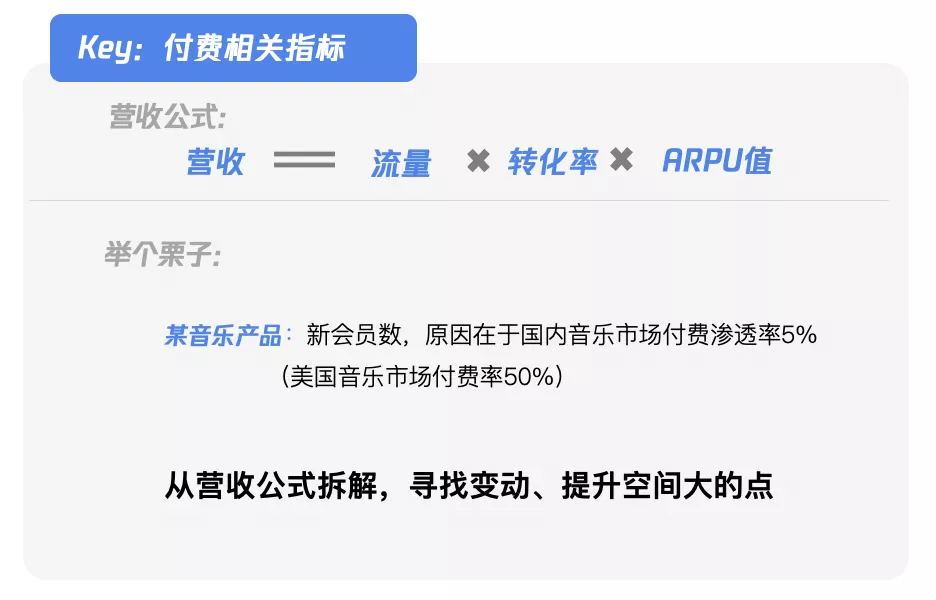 Key：付费相关指标
营收公式：
营收 = 流量 ✖ 转化率 ✖ ARPU值
举个栗子：
某音乐产品：新会员数，原因在于国内音乐市场付费渗透率5%
（美国音乐市场付费率50%）
从营收公式拆解，寻找变动、提升空间大的点